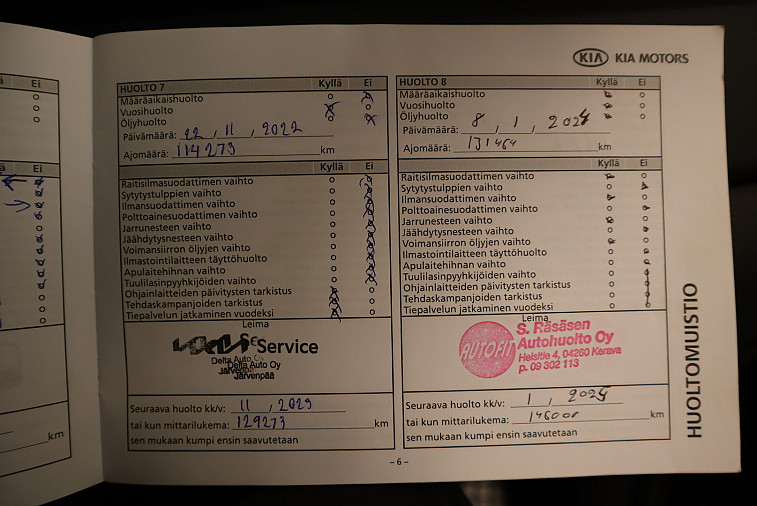 KIA KIA MOTORS
Ei
HUOLTO 7 Kyllä Ei
Määräaikaishuolto
Vuosihuolto
Öljyhuolto
Päivämäärä: 22 , 11 , 2022
Ajomäärä: 114273 km
Kyllä Ei
Raitisilmasuodattimen vaihto
Sytytystulppien vaihto
Ilmansuodattimen vaihto
Polttoainesuodattimen vaihto
Jarrunesteen vaihto
Jäähdytysnesteen vaihto
Voimansiirron öljyjen vaihto
Ilmastointilaitteen täyttöhuolto
Apulaitehihnan vaihto
Tuulilasinpyyhkijöiden vaihto
Ohjainlaitteiden päivitysten tarkistus
Tehdaskampanjoiden tarkistus
Tiepalvelun jatkaminen vuodeksi
Leima
Service
Delta Auto Oy
Järvenpää
Seuraava huolto kk/v: 11 , 2023
tai kun mittarilukema: 129273 km
sen mukaan kumpi ensin saavutetaan
HUOLTO 8 Kyllä Ei
Määräaikaishuolto
Vuosihuolto
Öljyhuolto
Päivämäärä: 8 , 1 , 2024
Ajomäärä: 131464 km
Kyllä Ei
Raitisilmasuodattimen vaihto
Sytytystulppien vaihto
Ilmansuodattimen vaihto
Polttoainesuodattimen vaihto
Jarrunesteen vaihto
Jäähdytysnesteen vaihto
Voimansiirron öljyjen vaihto
Ilmastointilaitteen täyttöhuolto
Apulaitehihnan vaihto
Tuulilasinpyyhkijöiden vaihto
Ohjainlaitteiden päivitysten tarkistus
Tehdaskampanjoiden tarkistus
Tiepalvelun jatkaminen vuodeksi
Leima
AUTOFIT
S. Räsäsen
Autohuolto Oy
Helsitie 4, 04260 Kerava
p. 09 302 113
Seuraava huolto kk/v: 1 , 2025
tai kun mittarilukema: 146000 km
sen mukaan kumpi ensin saavutetaan
HUOLTOMUISTIO
Ei
km
– 6 –